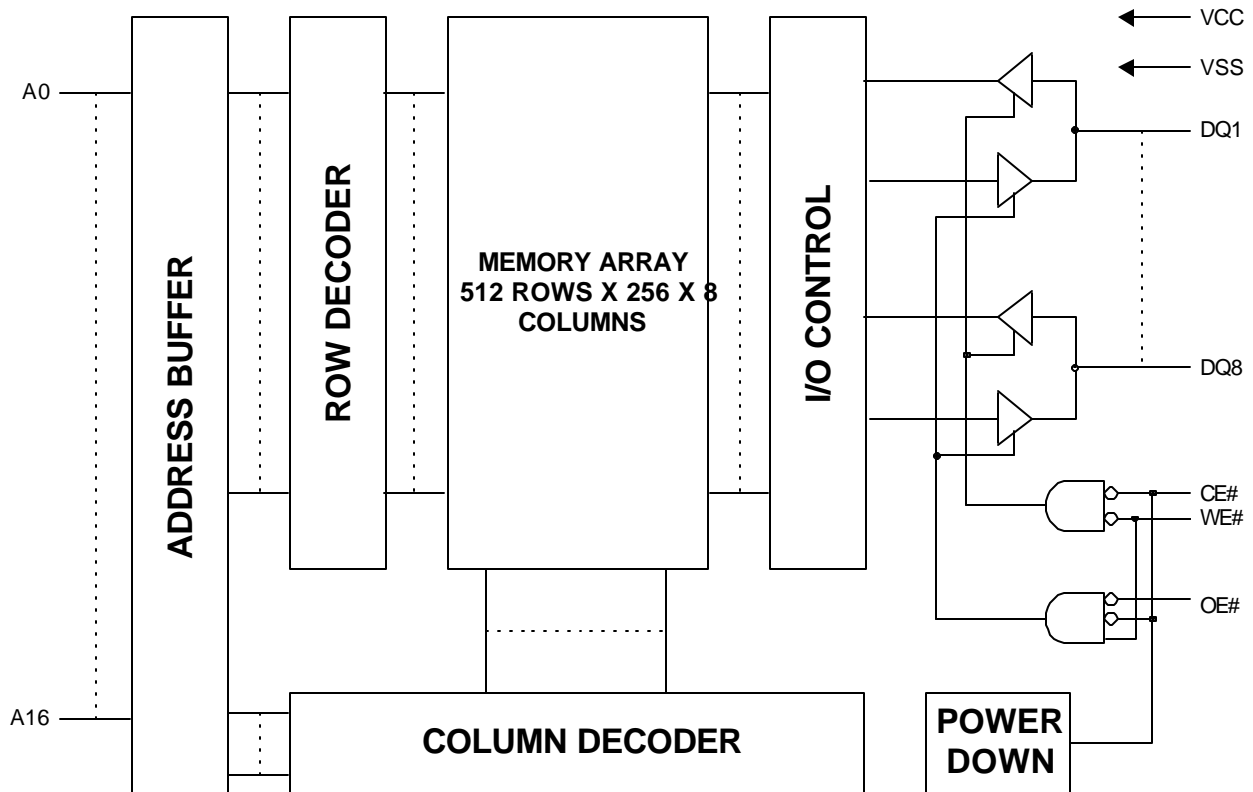 VCC
VSS
A0
DQ1
ADDRESS BUFFER
ROW DECODER
MEMORY ARRAY
512 ROWS X 256 X 8
COLUMNS
I/O CONTROL
DQ8
CE#
WE#
OE#
A16
COLUMN DECODER
POWER
DOWN